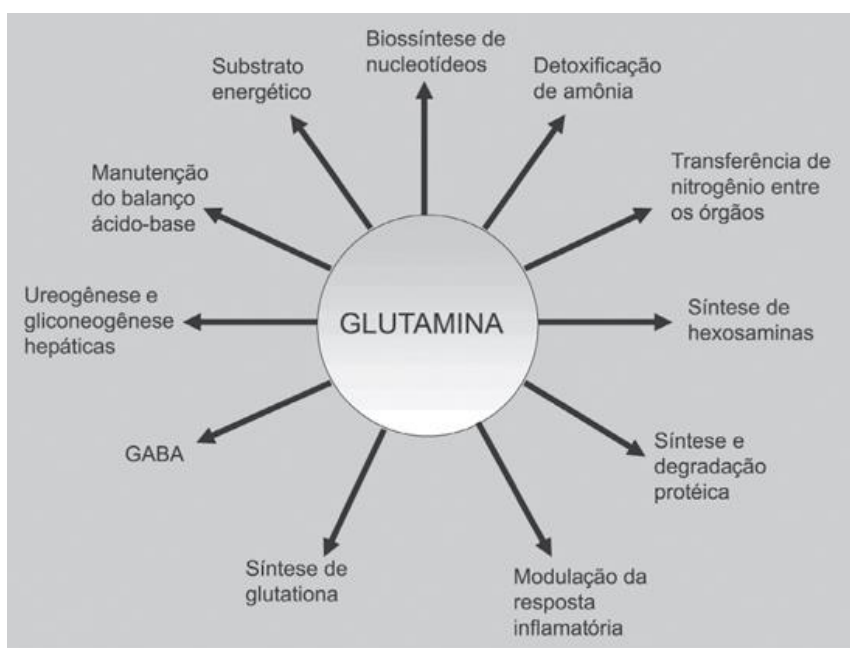 Biossíntese de
nucleotídeos
Detoxificação
de amônia
Transferência de
nitrogênio entre
os órgãos
Síntese de
hexosaminas
Síntese e
degradação
protéica
Modulação da
resposta
inflamatória
Síntese de
glutationa
GABA
Ureogênese e
gliconeogênese
hepáticas
Manutenção
do balanço
ácido-base
Substrato
energético
GLUTAMINA